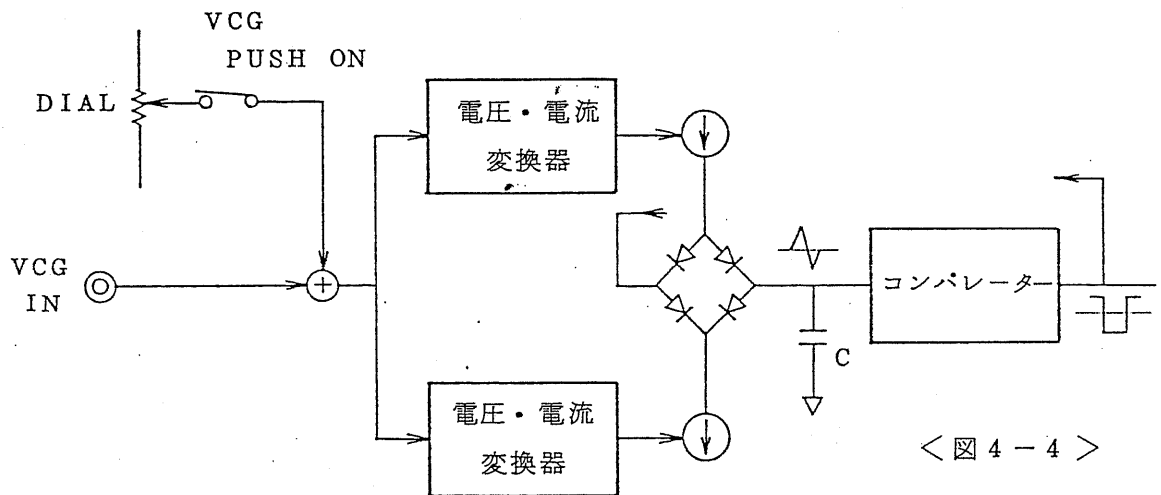 VCG
PUSH ON
DIAL
電圧・電流
変換器
VCG
IN
+
コンパレーター
C
電圧・電流
変換器
<図4-4>